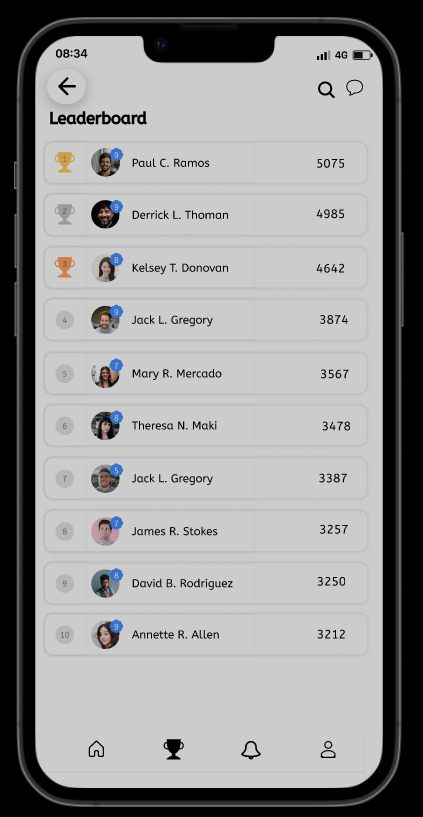 08:34 4G
Leaderboard
1 9 Paul C. Ramos 5075
2 9 Derrick L. Thoman 4985
3 8 Kelsey T. Donovan 4642
4 9 Jack L. Gregory 3874
5 7 Mary R. Mercado 3567
6 8 Theresa N. Maki 3478
7 5 Jack L. Gregory 3387
8 7 James R. Stokes 3257
9 8 David B. Rodriguez 3250
10 9 Annette R. Allen 3212